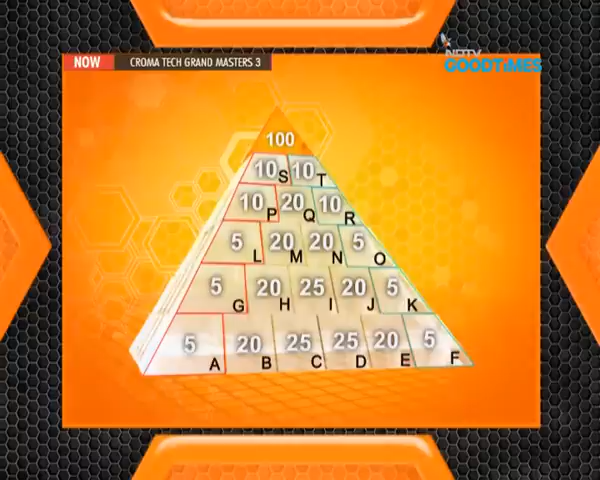 NDTV
GOODTiMES
NOW CROMA TECH GRAND MASTERS 3
100
10 S 10 T
10 P 20 Q 10 R
5 L 20 M 20 N 5 O
5 G 20 H 25 I 20 J 5 K
5 A 20 B 25 C 25 D 20 E 5 F